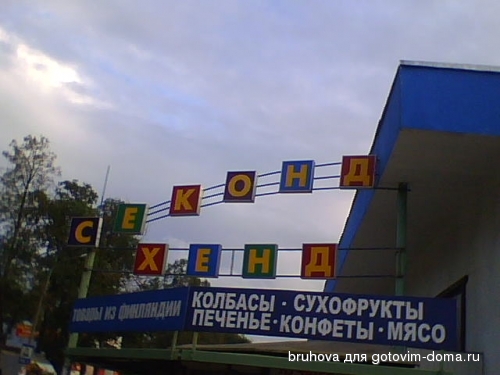 СЕКОНД
ХЕНД
ТОВАРЫ ИЗ ФИНЛЯНДИИ
КОЛБАСЫ · СУХОФРУКТЫ
ПЕЧЕНЬЕ · КОНФЕТЫ · МЯСО
bruhova для gotovim-doma.ru